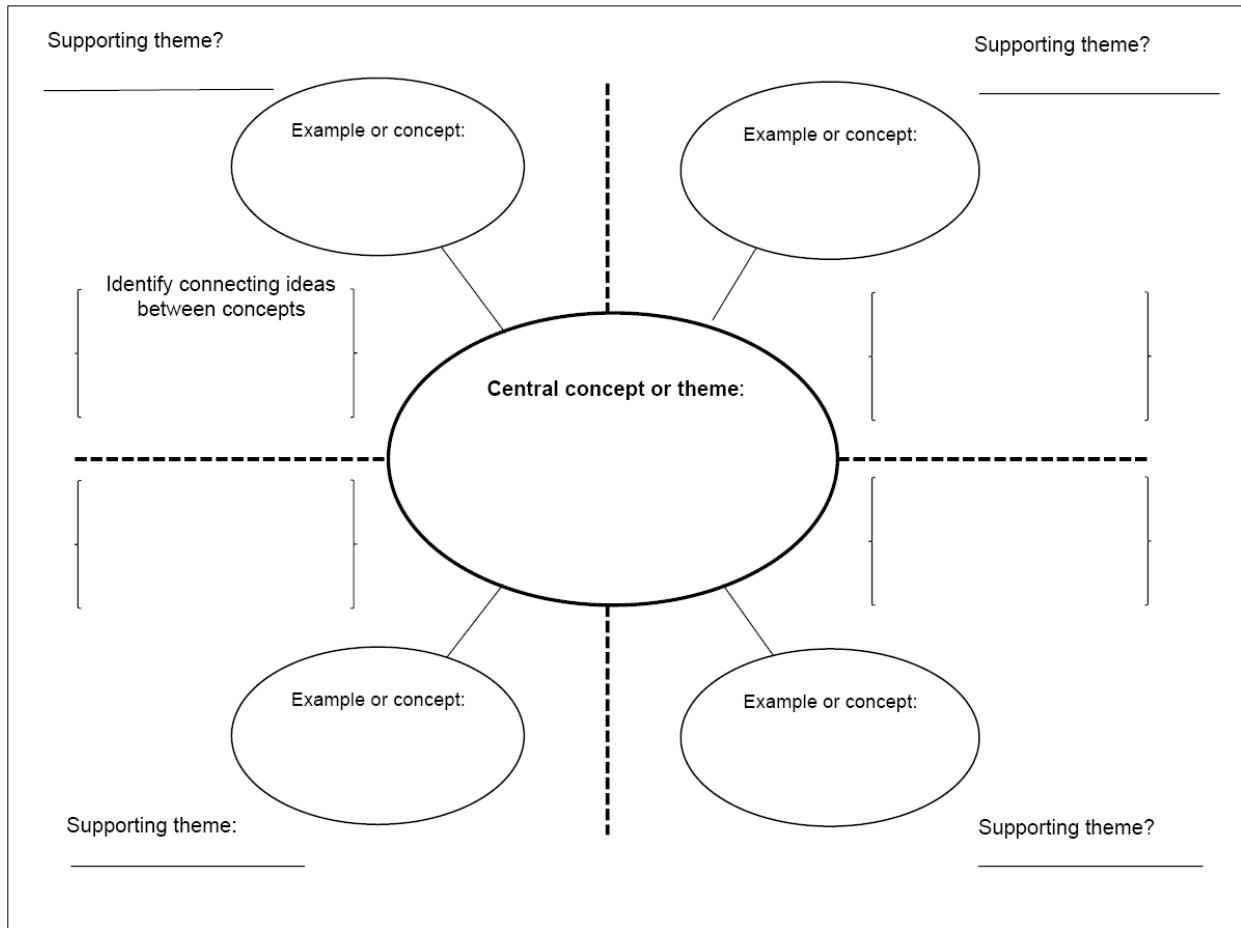 Supporting theme?
Supporting theme?
Example or concept:
Example or concept:
Identify connecting ideas
between concepts
Central concept or theme:
Example or concept:
Example or concept:
Supporting theme:
Supporting theme?